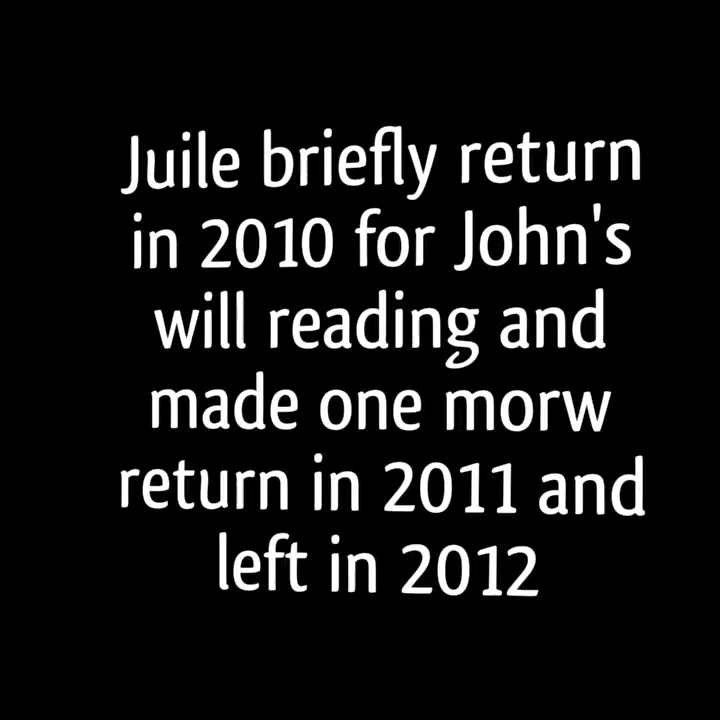 Juile briefly return
in 2010 for John's
will reading and
made one morw
return in 2011 and
left in 2012